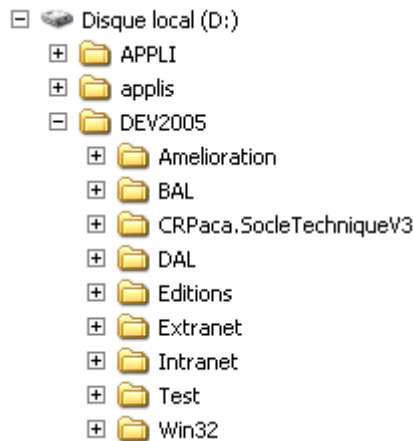 Disque local (D:)
APPLI
applis
DEV2005
Amelioration
BAL
CRPaca.SocleTechniqueV3
DAL
Editions
Extranet
Intranet
Test
Win32